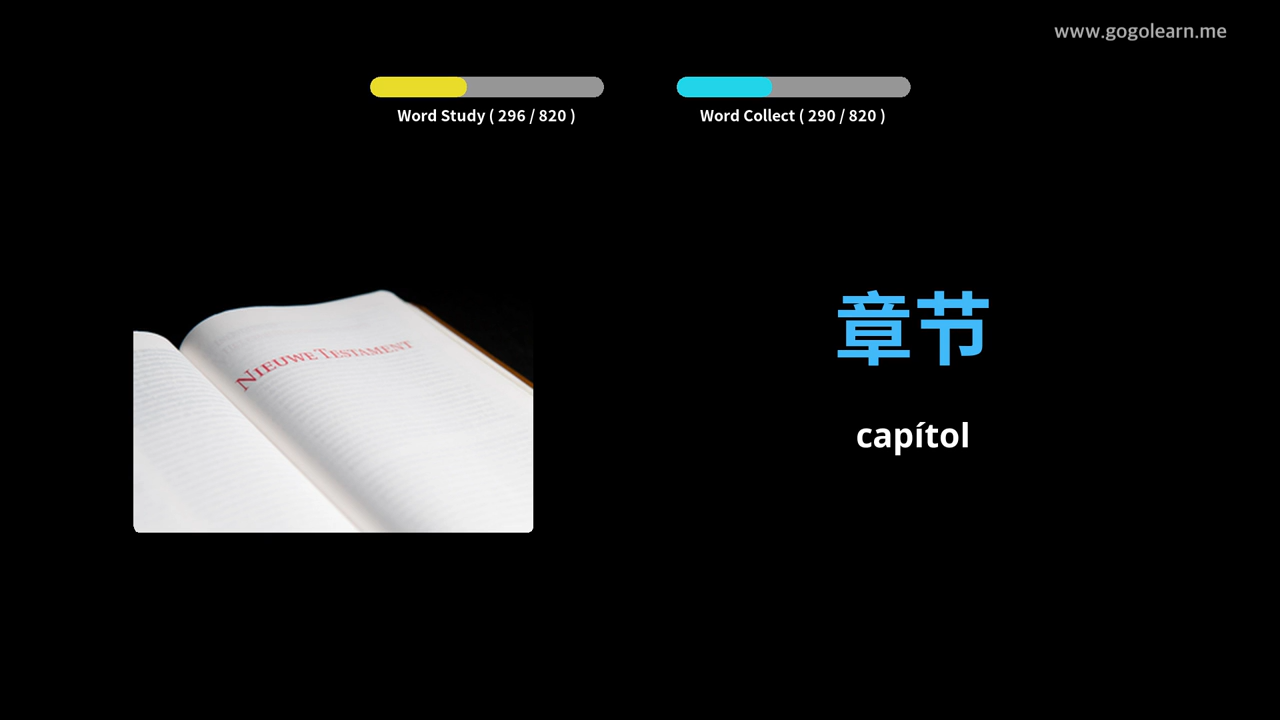 www.gogolearn.me
Word Study ( 296 / 820 )
Word Collect ( 290 / 820 )
NIEUWE TESTAMENT
章节
capítol